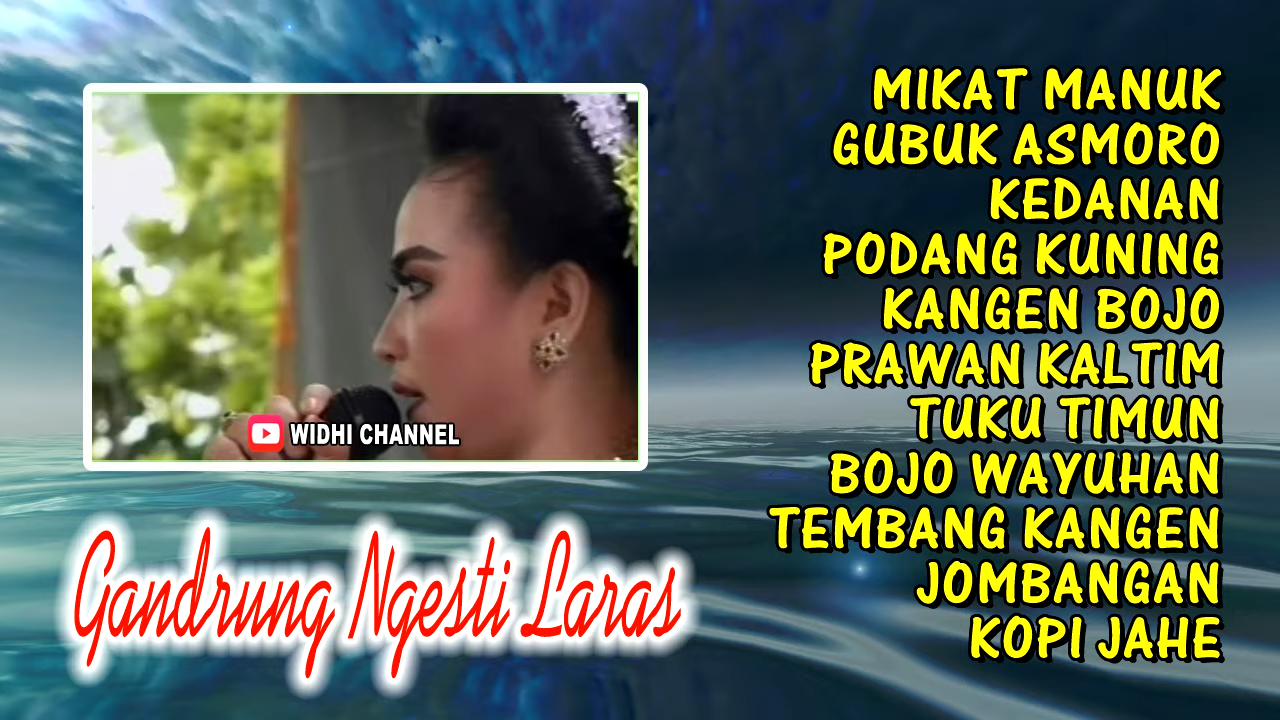 WIDHI CHANNEL
Gandrung Ngesti Laras
MIKAT MANUK
GUBUK ASMORO
KEDANAN
PODANG KUNING
KANGEN BOJO
PRAWAN KALTIM
TUKU TIMUN
BOJO WAYUHAN
TEMBANG KANGEN
JOMBANGAN
KOPI JAHE